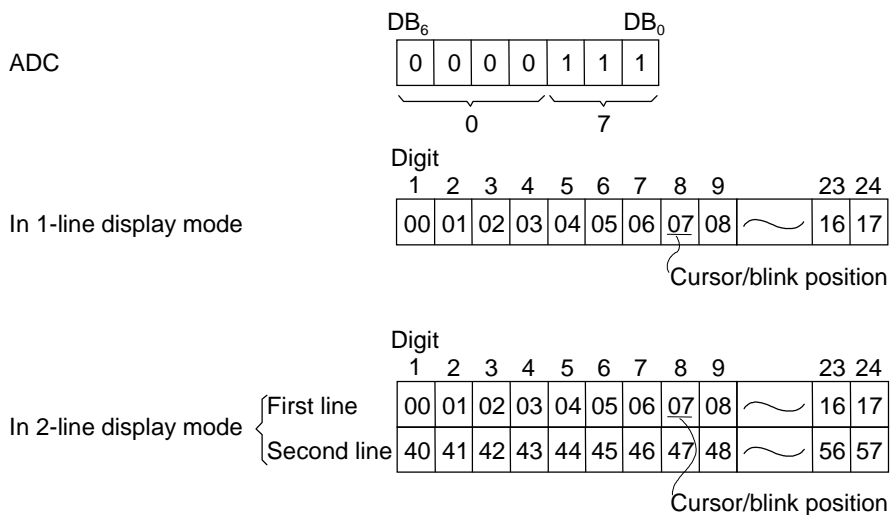 DB6 DB0
ADC 0 0 0 0 1 1 1
0 7
Digit
1 2 3 4 5 6 7 8 9 23 24
In 1-line display mode 00 01 02 03 04 05 06 07 08 16 17
Cursor/blink position
Digit
1 2 3 4 5 6 7 8 9 23 24
First line 00 01 02 03 04 05 06 07 08 16 17
In 2-line display mode
Second line 40 41 42 43 44 45 46 47 48 56 57
Cursor/blink position